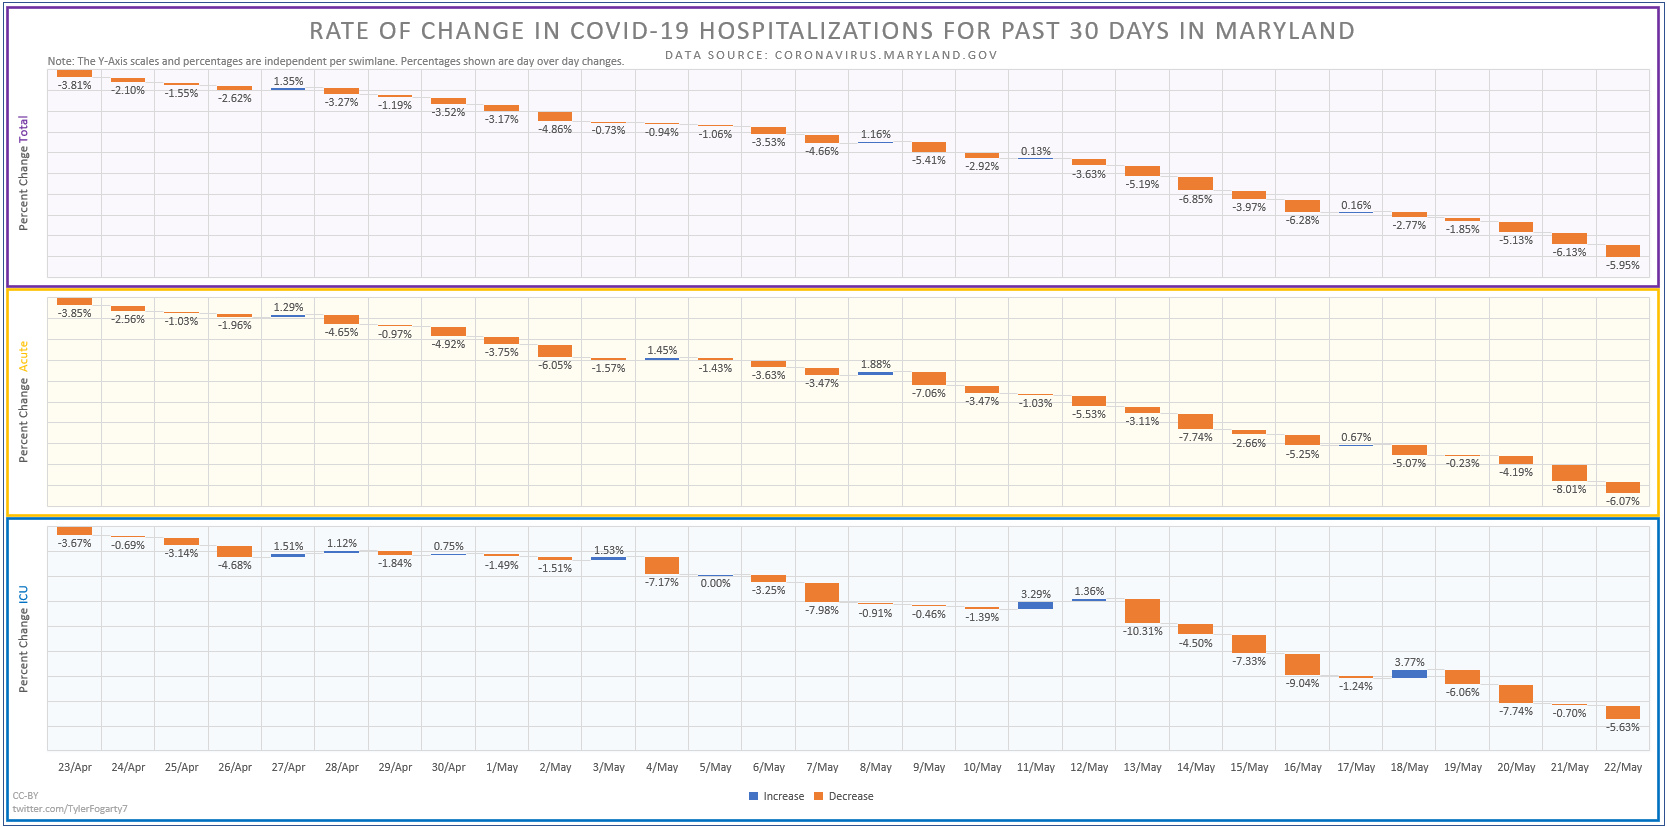 RATE OF CHANGE IN COVID-19 HOSPITALIZATIONS FOR PAST 30 DAYS IN MARYLAND
DATA SOURCE: CORONAVIRUS.MARYLAND.GOV
Note: The Y-Axis scales and percentages are independent per swimlane. Percentages shown are day over day changes.
Percent Change Total
-3.81% -2.10% -1.55% -2.62% 1.35% -3.27% -1.19% -3.52% -3.17% -4.86% -0.73% -0.94% -1.06% -3.53% -4.66% 1.16% -5.41% -2.92% 0.13% -3.63% -5.19% -6.85% -3.97% -6.28% 0.16% -2.77% -1.85% -5.13% -6.13% -5.95%
Percent Change Acute
-3.85% -2.56% -1.03% -1.96% 1.29% -4.65% -0.97% -4.92% -3.75% -6.05% -1.57% 1.45% -1.43% -3.63% -3.47% 1.88% -7.06% -3.47% -1.03% -5.53% -3.11% -7.74% -2.66% -5.25% 0.67% -5.07% -0.23% -4.19% -8.01% -6.07%
Percent Change ICU
-3.67% -0.69% -3.14% -4.68% 1.51% 1.12% -1.84% 0.75% -1.49% -1.51% 1.53% -7.17% 0.00% -3.25% -7.98% -0.91% -0.46% -1.39% 3.29% 1.36% -10.31% -4.50% -7.33% -9.04% -1.24% 3.77% -6.06% -7.74% -0.70% -5.63%
23/Apr 24/Apr 25/Apr 26/Apr 27/Apr 28/Apr 29/Apr 30/Apr 1/May 2/May 3/May 4/May 5/May 6/May 7/May 8/May 9/May 10/May 11/May 12/May 13/May 14/May 15/May 16/May 17/May 18/May 19/May 20/May 21/May 22/May
Increase Decrease
CC-BY
twitter.com/TylerFogarty7